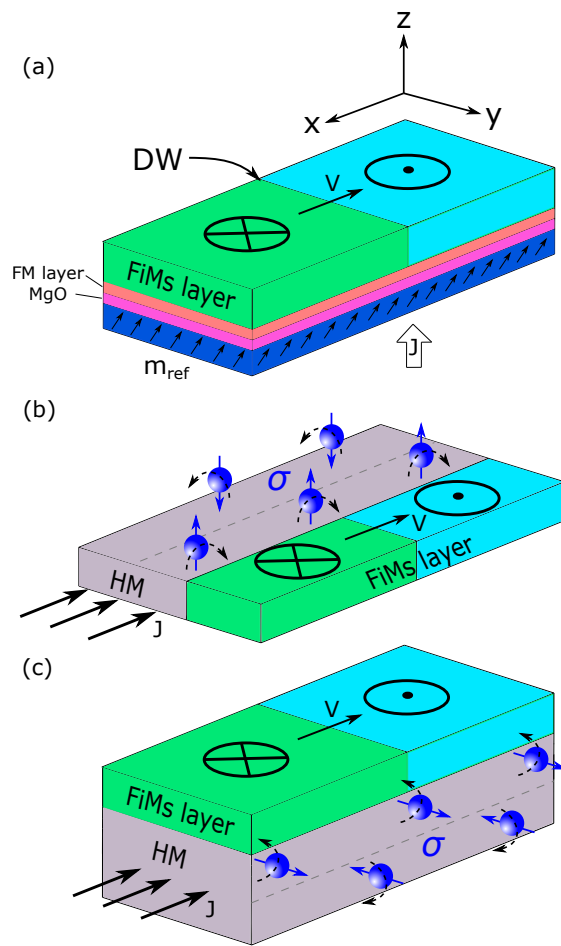 (a)
z
x
y
DW
V
FiMs layer
FM layer
MgO
m_ref
J
(b)
σ
V
HM
FiMs layer
J
(c)
V
FiMs layer
HM
σ
J